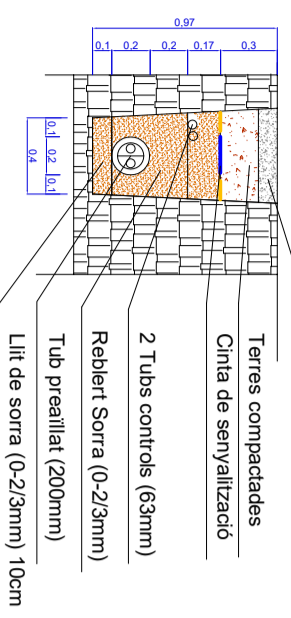 0,97
0,1 0,2 0,2 0,17 0,3
0,1 0,2 0,1
0,4
Terres compactades
Cinta de senyalització
2 Tubs controls (63mm)
Reblert Sorra (0-2/3mm)
Tub preaïllat (200mm)
Llit de sorra (0-2/3mm) 10cm